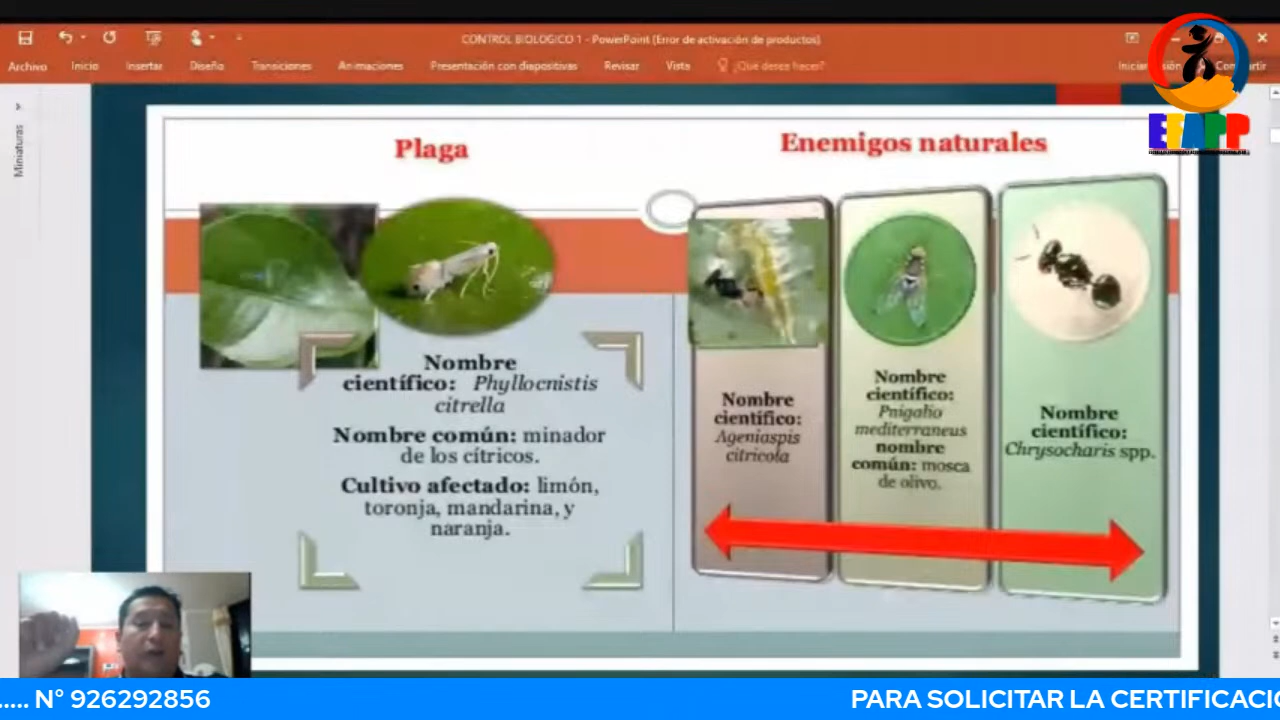 CONTROL BIOLOGICO 1 - PowerPoint (Error de activación de productos)
Archivo
Inicio
Insertar
Diseño
Transiciones
Animaciones
Presentación con diapositivas
Revisar
Vista
¿Qué desea hacer?
Miniaturas
EFAPP
Plaga
Nombre
científico: Phyllocnistis
citrella
Nombre común: minador
de los cítricos.
Cultivo afectado: limón,
toronja, mandarina, y
naranja.
Enemigos naturales
Nombre
científico:
Ageniaspis
citricola
Nombre
científico:
Pnigalio
mediterraneus
nombre
común: mosca
de olivo.
Nombre
científico:
Chrysocharis spp.
..... N° 926292856
PARA SOLICITAR LA CERTIFICACIÓ